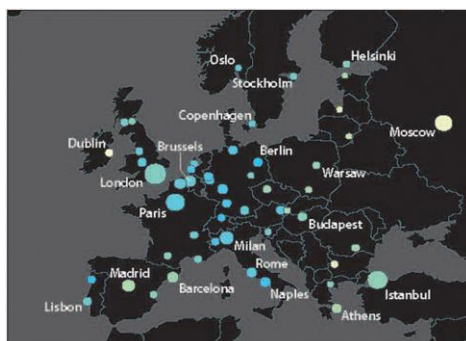 Oslo
Helsinki
Stockholm
Copenhagen
Moscow
Dublin
Brussels
Berlin
London
Warsaw
Paris
Budapest
Milan
Madrid
Rome
Lisbon
Barcelona
Naples
Istanbul
Athens